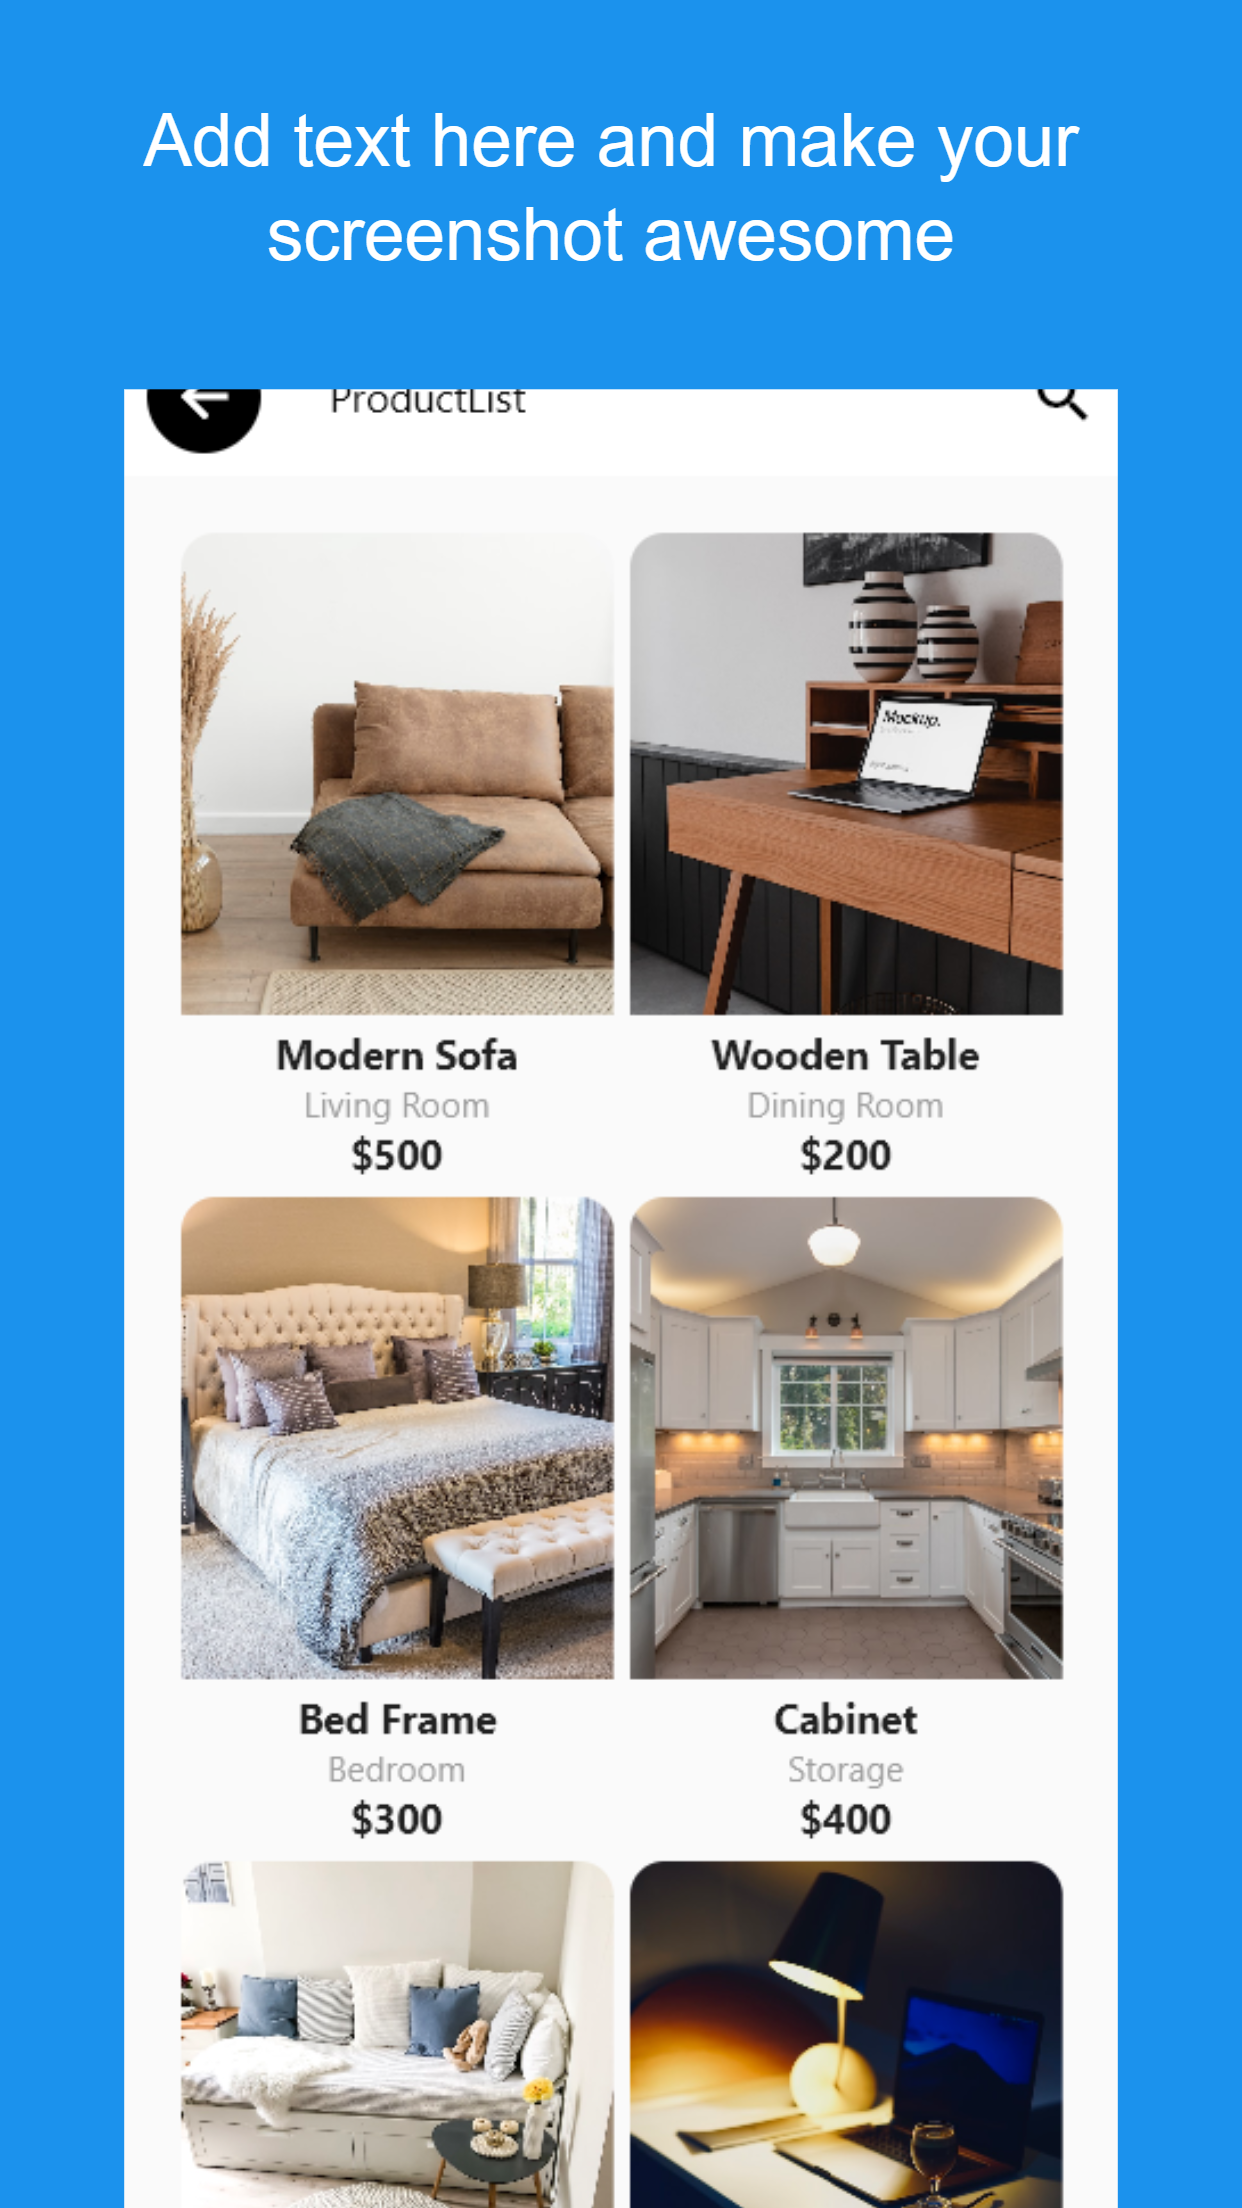 Add text here and make your
screenshot awesome
ProductList
Mockup.
Modern Sofa
Wooden Table
Living Room
Dining Room
$500
$200
Bed Frame
Cabinet
Bedroom
Storage
$300
$400